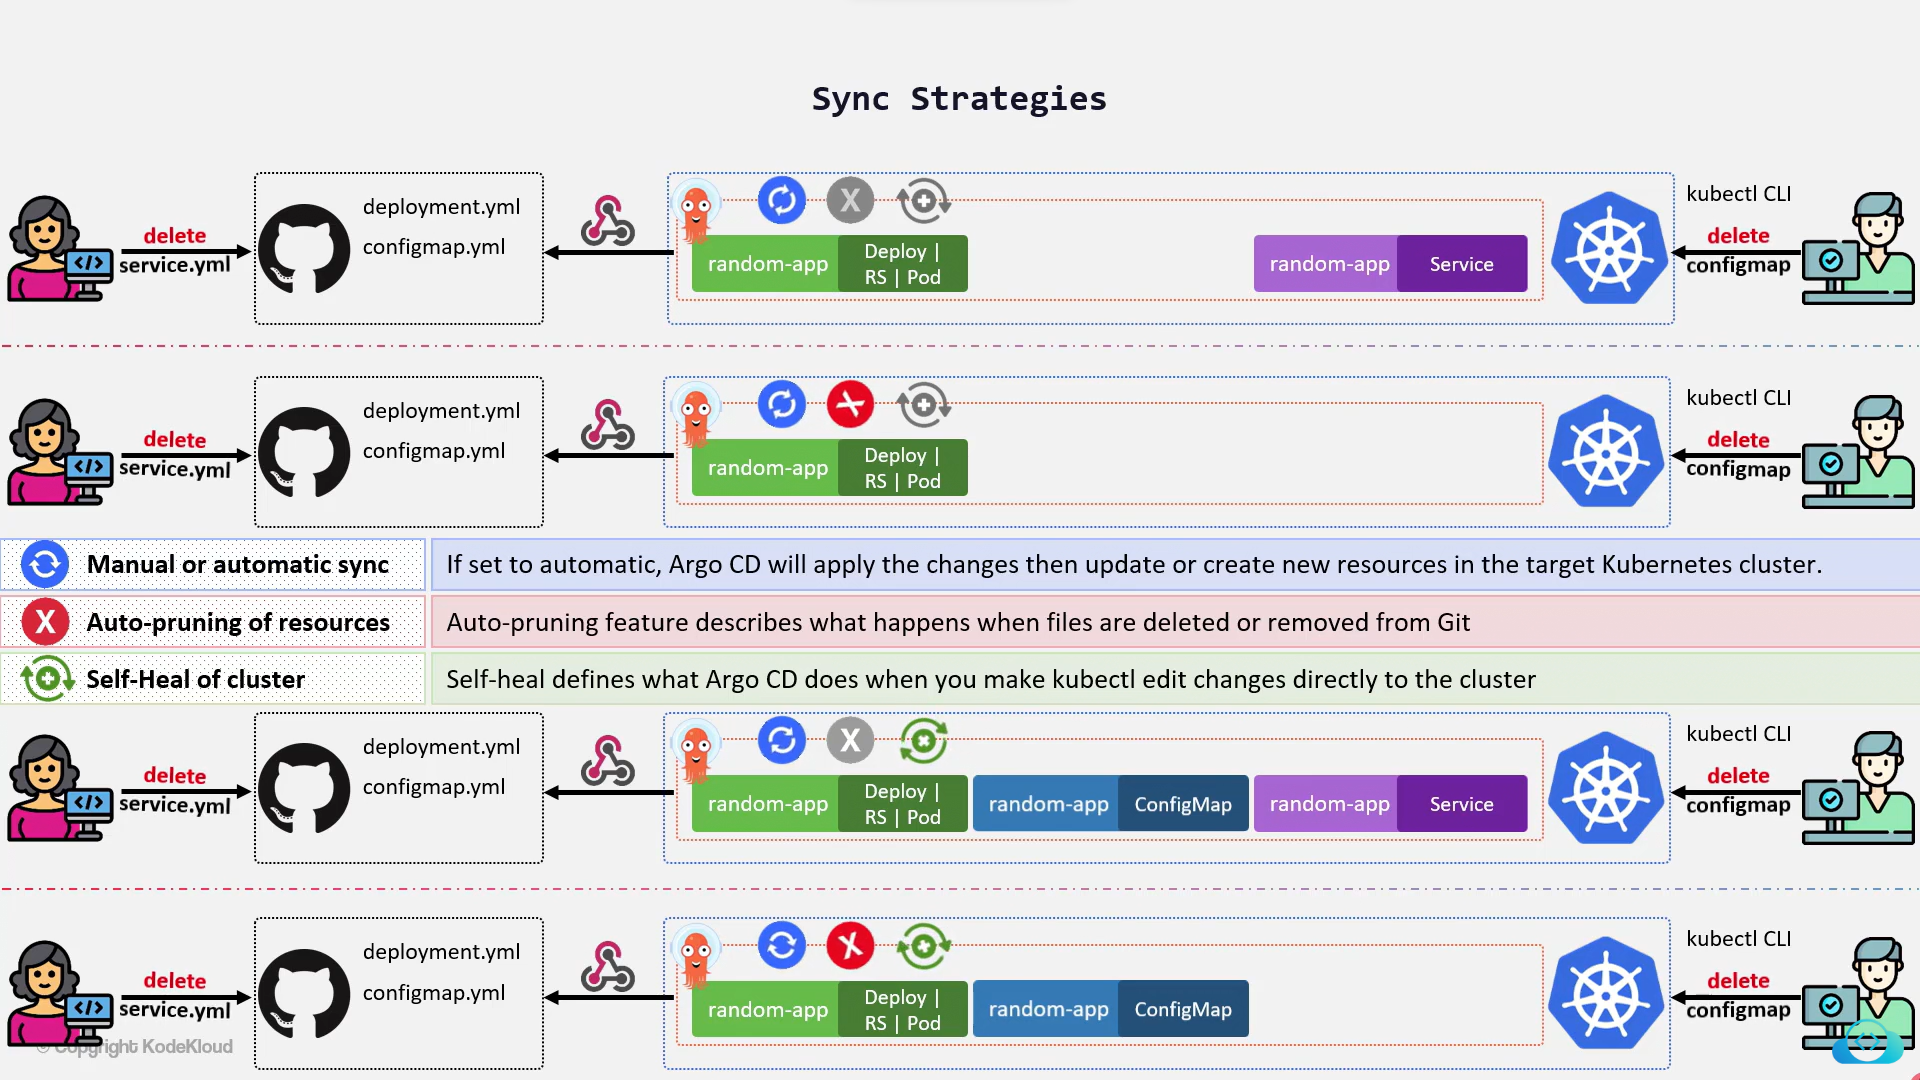 Sync Strategies
delete
service.yml
deployment.yml
configmap.yml
X
random-app
Deploy |
RS | Pod
random-app
Service
kubectl CLI
delete
configmap
delete
service.yml
deployment.yml
configmap.yml
X
random-app
Deploy |
RS | Pod
kubectl CLI
delete
configmap
Manual or automatic sync
If set to automatic, Argo CD will apply the changes then update or create new resources in the target Kubernetes cluster.
X
Auto-pruning of resources
Auto-pruning feature describes what happens when files are deleted or removed from Git
Self-Heal of cluster
Self-heal defines what Argo CD does when you make kubectl edit changes directly to the cluster
delete
service.yml
deployment.yml
configmap.yml
X
random-app
Deploy |
RS | Pod
random-app
ConfigMap
random-app
Service
kubectl CLI
delete
configmap
delete
service.yml
deployment.yml
configmap.yml
X
random-app
Deploy |
RS | Pod
random-app
ConfigMap
kubectl CLI
delete
configmap
© Copyright KodeKloud